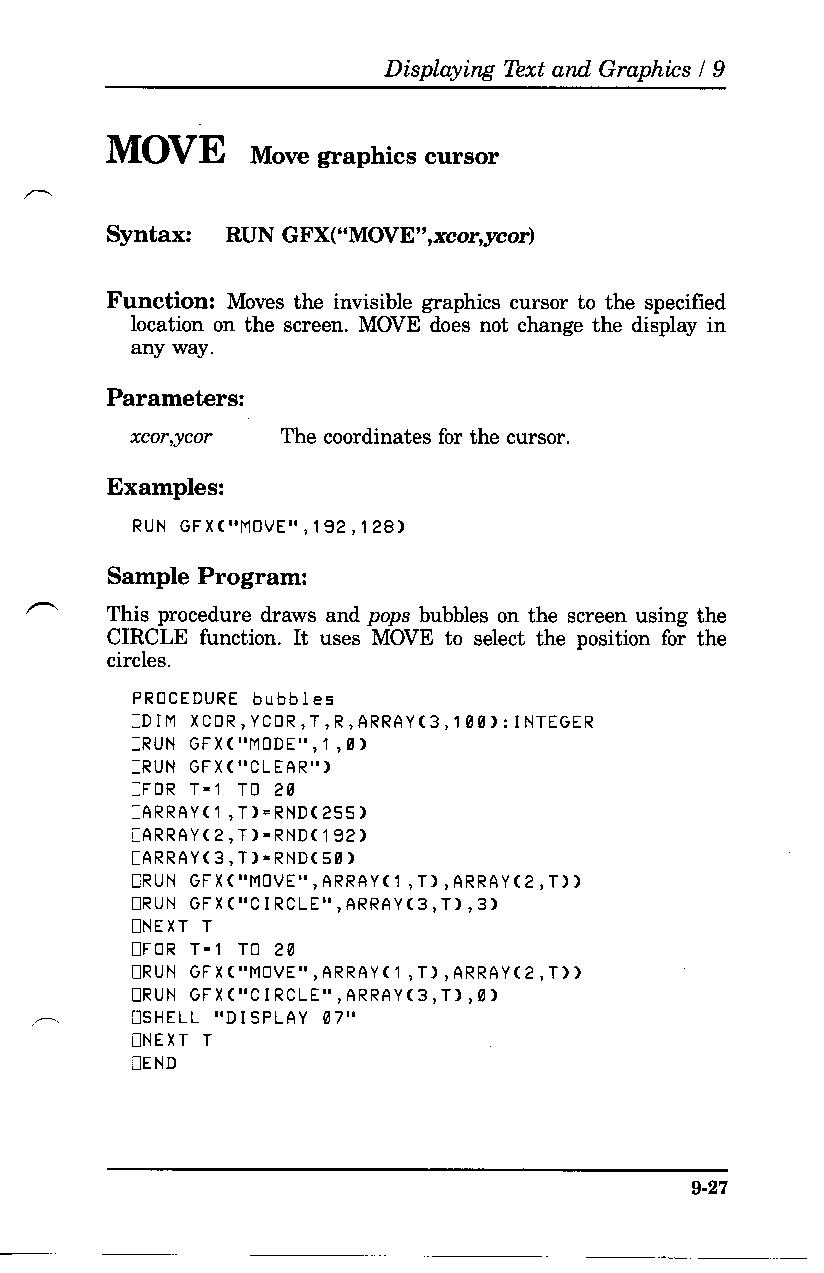 Displaying Text and Graphics / 9
MOVE Move graphics cursor
Syntax: RUN GFX(“MOVE”,xcor,ycor)
Function: Moves the invisible graphics cursor to the specified
location on the screen. MOVE does not change the display in
any way.
Parameters:
xcor,ycor The coordinates for the cursor.
Examples:
RUN GFX("MOVE",192,128)
Sample Program:
This procedure draws and pops bubbles on the screen using the
CIRCLE function. It uses MOVE to select the position for the
circles.
PROCEDURE bubbles
□DIM XCOR,YCOR,T,R,ARRAY(3,100):INTEGER
□RUN GFX("MODE",1,0)
□RUN GFX("CLEAR")
□FOR T=1 TO 20
□ARRAY(1,T)=RND(255)
□ARRAY(2,T)=RND(192)
□ARRAY(3,T)=RND(50)
□RUN GFX("MOVE",ARRAY(1,T),ARRAY(2,T))
□RUN GFX("CIRCLE",ARRAY(3,T),3)
□NEXT T
□FOR T=1 TO 20
□RUN GFX("MOVE",ARRAY(1,T),ARRAY(2,T))
□RUN GFX("CIRCLE",ARRAY(3,T),0)
□SHELL "DISPLAY 07"
□NEXT T
□END
9-27